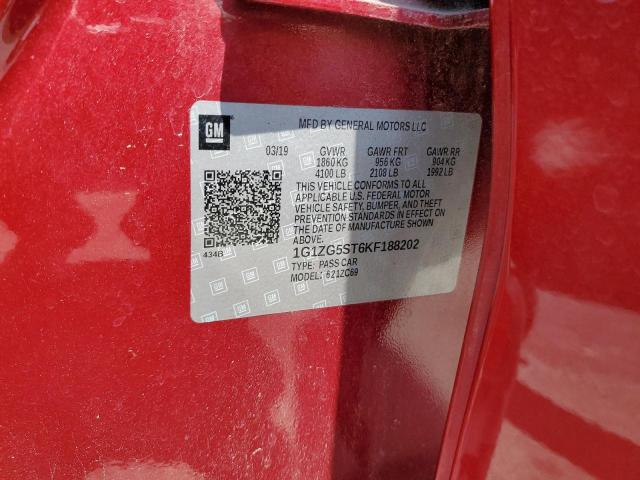 GM
MFD BY GENERAL MOTORS LLC
03/19 GVWR GAWR FRT GAWR RR
1860 KG 956 KG 904 KG
4100 LB 2108 LB 1992 LB
THIS VEHICLE CONFORMS TO ALL
APPLICABLE U.S. FEDERAL MOTOR
VEHICLE SAFETY, BUMPER, AND THEFT
PREVENTION STANDARDS IN EFFECT ON
THE DATE OF MANUFACTURE SHOWN
ABOVE.
434B 1G1ZG5ST6KF188202
TYPE: PASS CAR
MODEL: 621ZC69